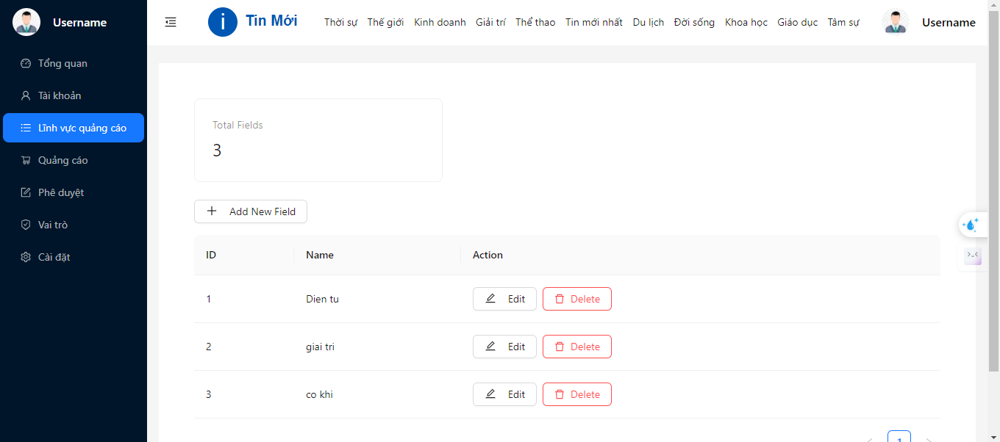 Username
Tổng quan
Tài khoản
Lĩnh vực quảng cáo
Quảng cáo
Phê duyệt
Vai trò
Cài đặt
i Tin Mới
Thời sự Thế giới Kinh doanh Giải trí Thể thao Tin mới nhất Du lịch Đời sống Khoa học Giáo dục Tâm sự
Username
Total Fields
3
Add New Field
ID Name Action
1 Dien tu Edit Delete
2 giai tri Edit Delete
3 co khi Edit Delete
1